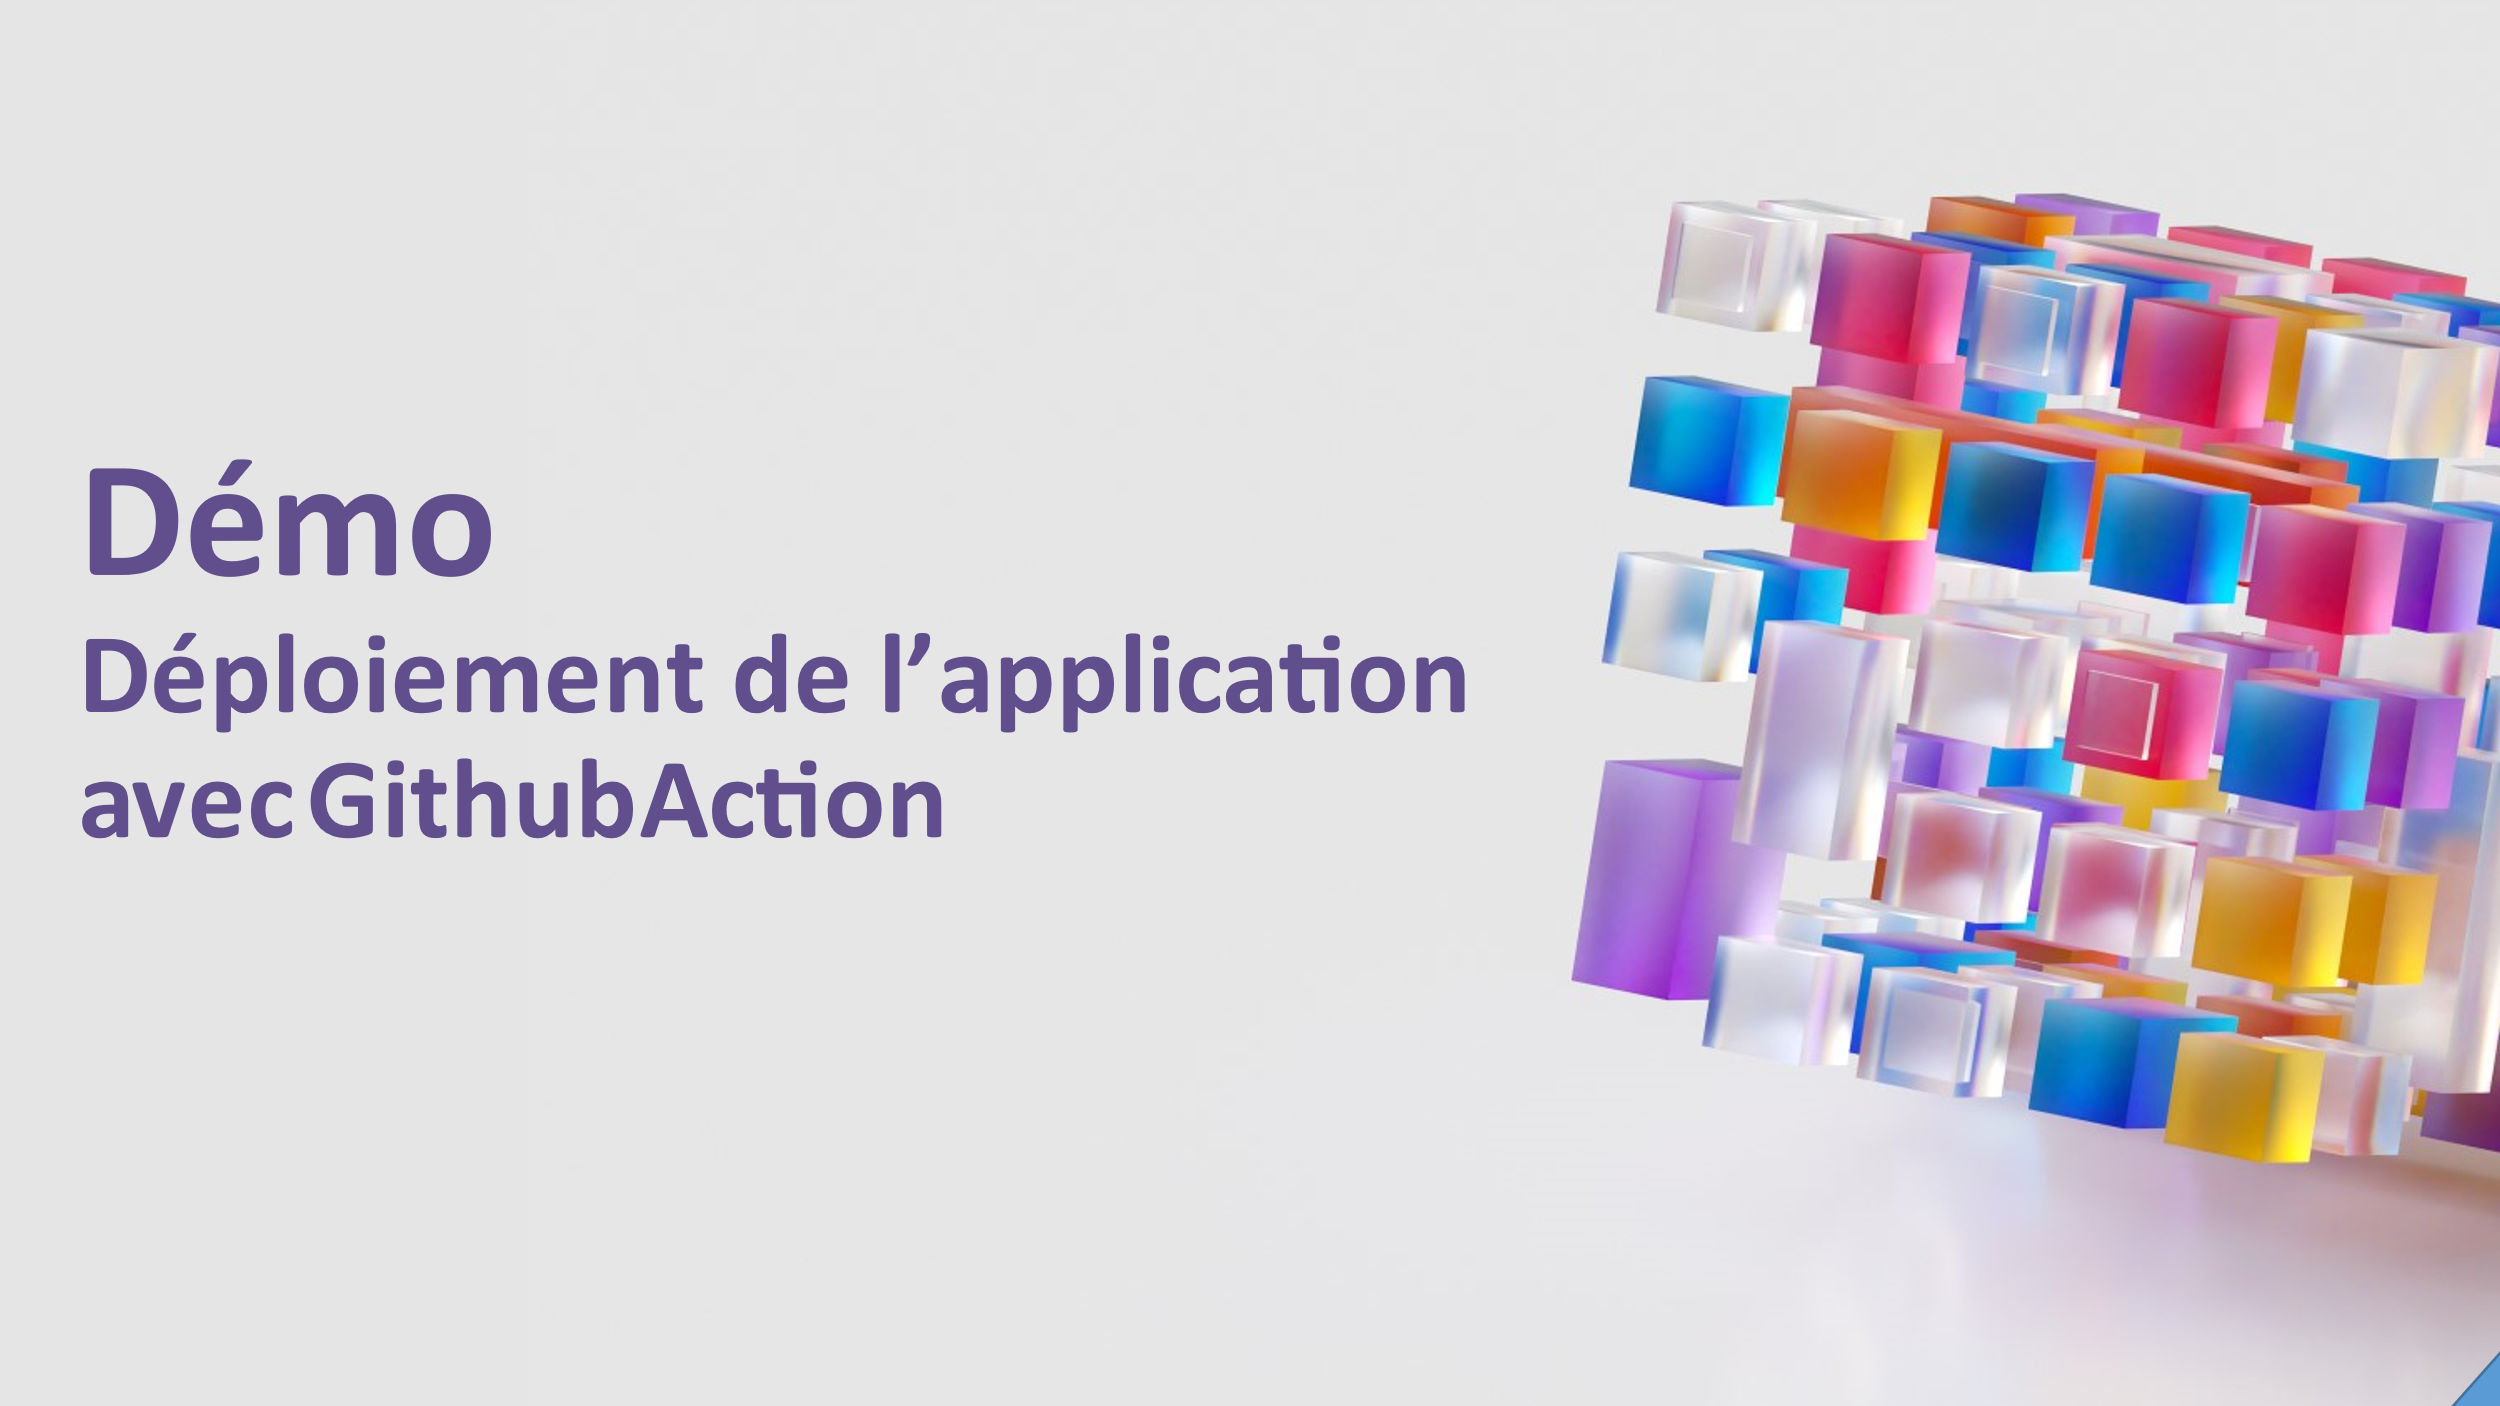 Démo
Déploiement de l’application
avec GithubAction